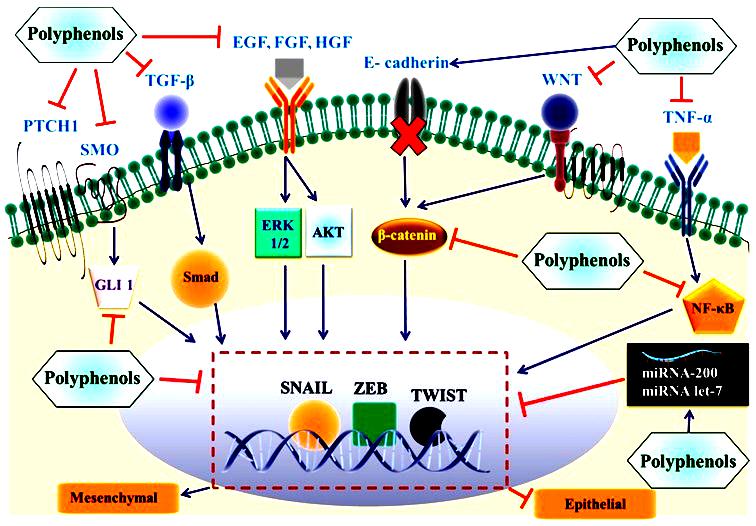 Polyphenols
EGF, FGF, HGF
Polyphenols
E- cadherin
TGF-β
WNT
TNF-α
PTCH1
SMO
ERK
1/2
AKT
β-catenin
Polyphenols
Smad
GLI 1
NF-κB
Polyphenols
miRNA-200
miRNA let-7
SNAIL
ZEB
TWIST
Polyphenols
Mesenchymal
Epithelial